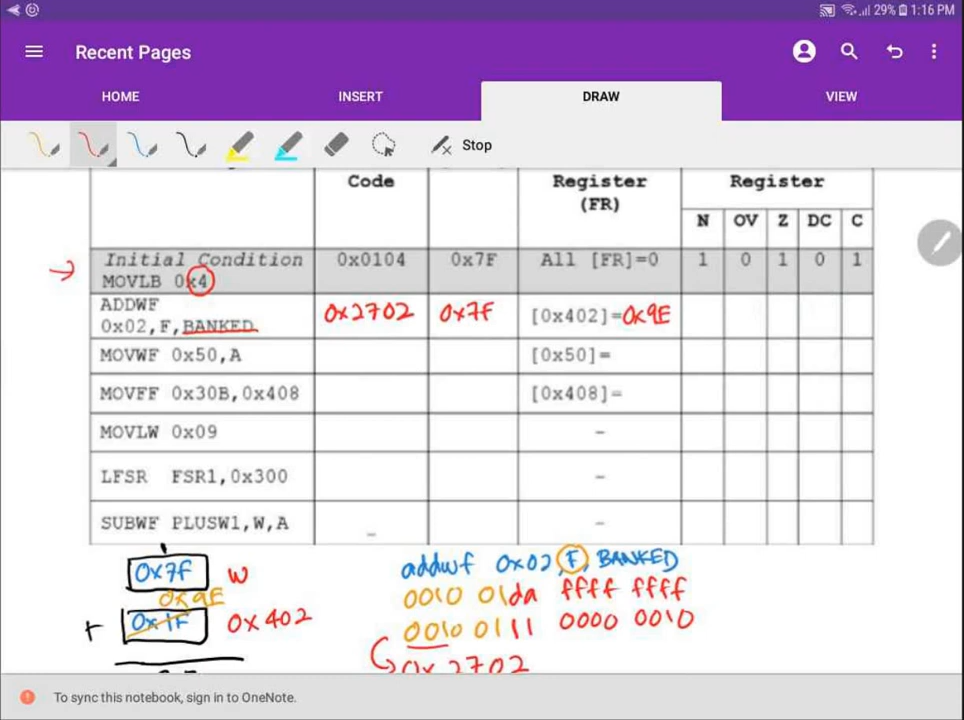 29% 1:16 PM
Recent Pages
HOME INSERT DRAW VIEW
Stop
Code Register (FR) Register
N OV Z DC C
Initial Condition
MOVLB 0x4 0x0104 0x7F All [FR]=0 1 0 1 0 1
ADDWF
0x02,F,BANKED 0x2702 0x7F [0x402]=0x9E
MOVWF 0x50,A [0x50]=
MOVFF 0x30B,0x408 [0x408]=
MOVLW 0x09 –
LFSR FSR1,0x300 –
SUBWF PLUSW1,W,A – –
0x7F W
0x9E
+ 0x1F 0x402
addwf 0x02, F, BANKED
0010 01da ffff ffff
0010 0111 0000 0010
0x2702
To sync this notebook, sign in to OneNote.